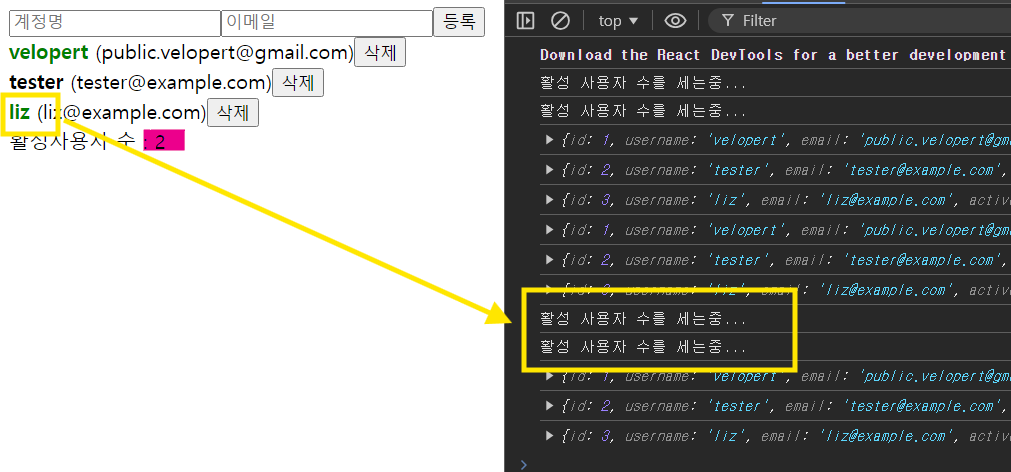 계정명 이메일 등록
velopert (public.velopert@gmail.com) 삭제
tester (tester@example.com) 삭제
liz (liz@example.com) 삭제
활성사용자 수 : 2
top Filter
Download the React DevTools for a better development
활성 사용자 수를 세는중...
활성 사용자 수를 세는중...
▶ {id: 1, username: 'velopert', email: 'public.velopert@gma
▶ {id: 2, username: 'tester', email: 'tester@example.com',
▶ {id: 3, username: 'liz', email: 'liz@example.com', active
▶ {id: 1, username: 'velopert', email: 'public.velopert@gma
▶ {id: 2, username: 'tester', email: 'tester@example.com',
▶ {id: 3, username: 'liz', email: 'liz@example.com', active
활성 사용자 수를 세는중...
활성 사용자 수를 세는중...
▶ {id: 1, username: 'velopert', email: 'public.velopert@gma
▶ {id: 2, username: 'tester', email: 'tester@example.com',
▶ {id: 3, username: 'liz', email: 'liz@example.com', active